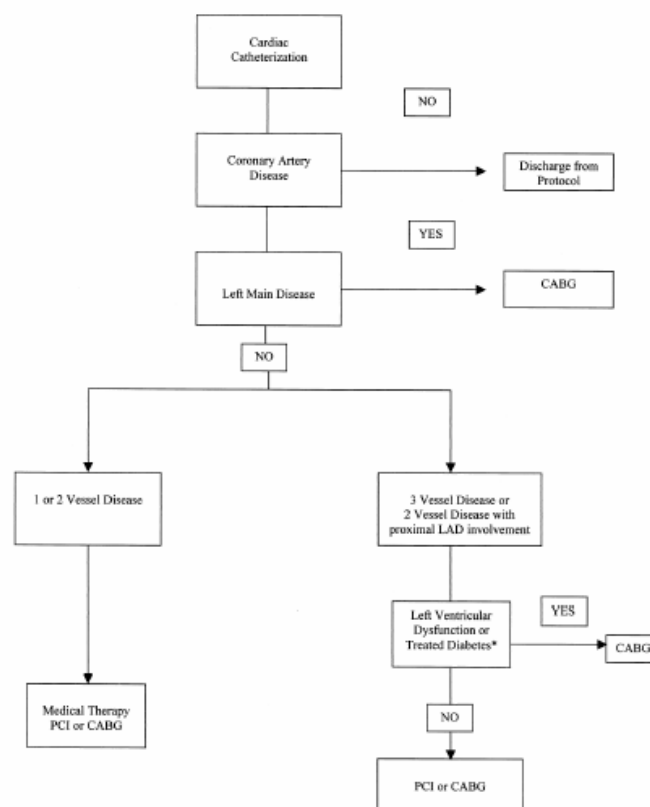 Cardiac
Catheterization
NO
Coronary Artery
Disease
Discharge from
Protocol
YES
Left Main Disease
CABG
NO
1 or 2 Vessel Disease
3 Vessel Disease or
2 Vessel Disease with
proximal LAD involvement
Left Ventricular
Dysfunction or
Treated Diabetes*
YES
CABG
Medical Therapy
PCI or CABG
NO
PCI or CABG